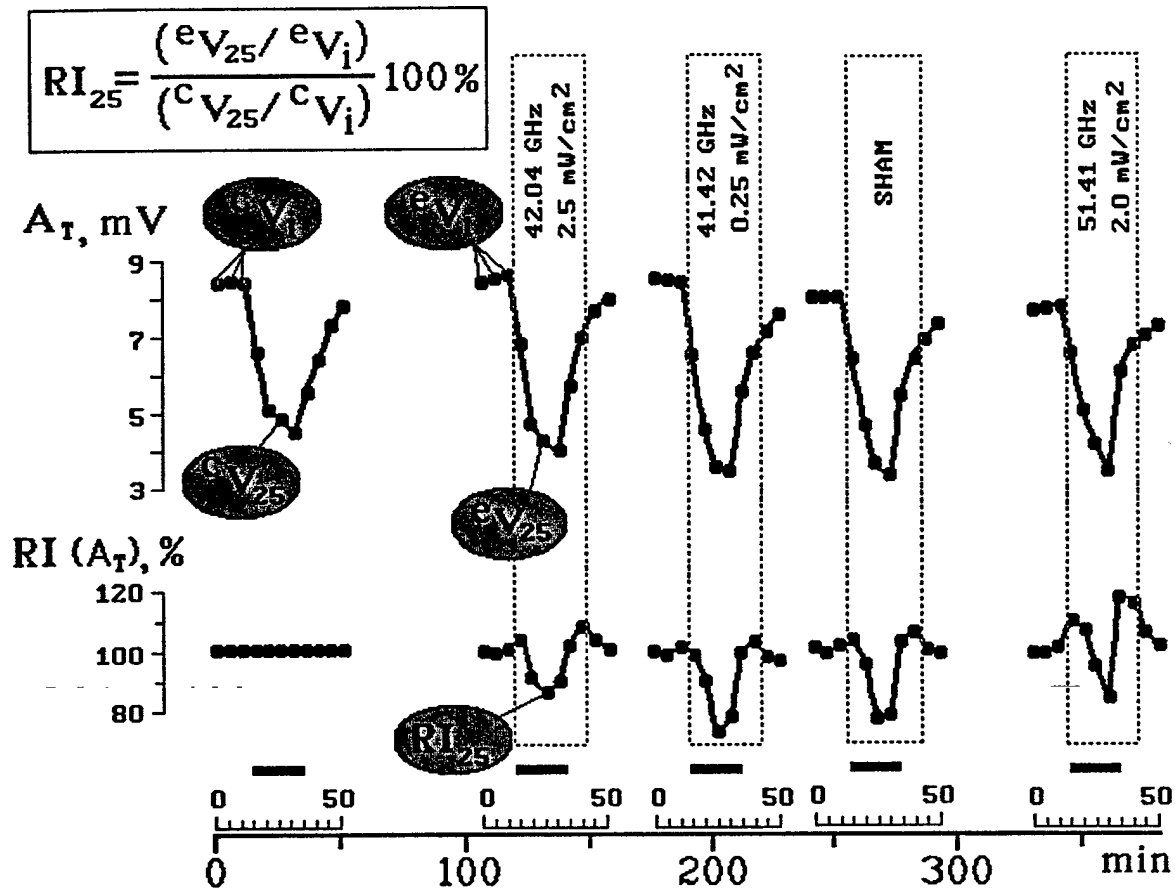 RI25 = (eV25/ eVi) / (cV25/ cVi) 100%
42.04 GHz
2.5 mW/cm2
41.42 GHz
0.25 mW/cm2
SHAM
51.41 GHz
2.0 mW/cm2
AT, mV
cVi
eVi
9
7
5
3
cV25
eV25
RI (AT), %
120
100
80
RI25
0 50
0 50
0 50
0 50
0 50
0 100 200 300 min